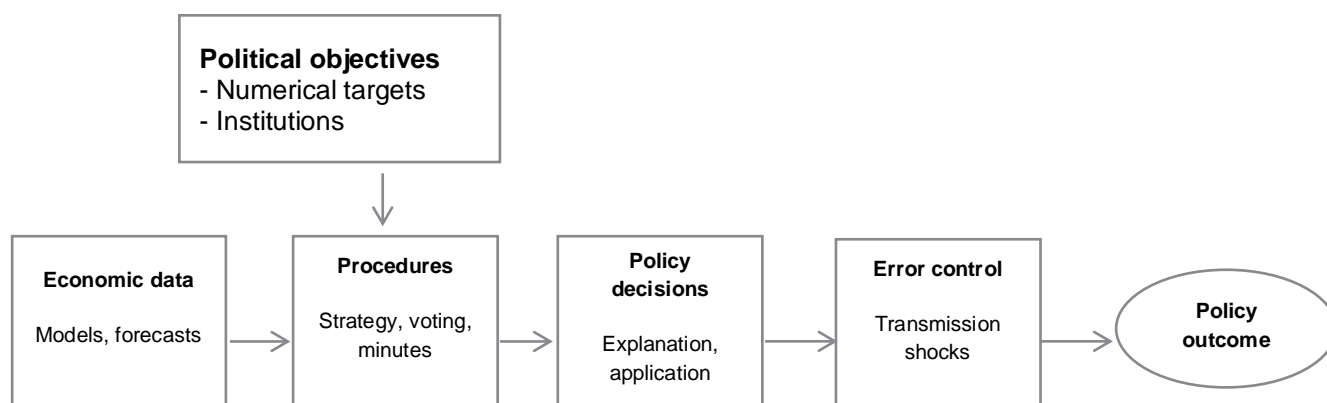 Political objectives
- Numerical targets
- Institutions
Economic data
Models, forecasts
Procedures
Strategy, voting,
minutes
Policy
decisions
Explanation,
application
Error control
Transmission
shocks
Policy
outcome